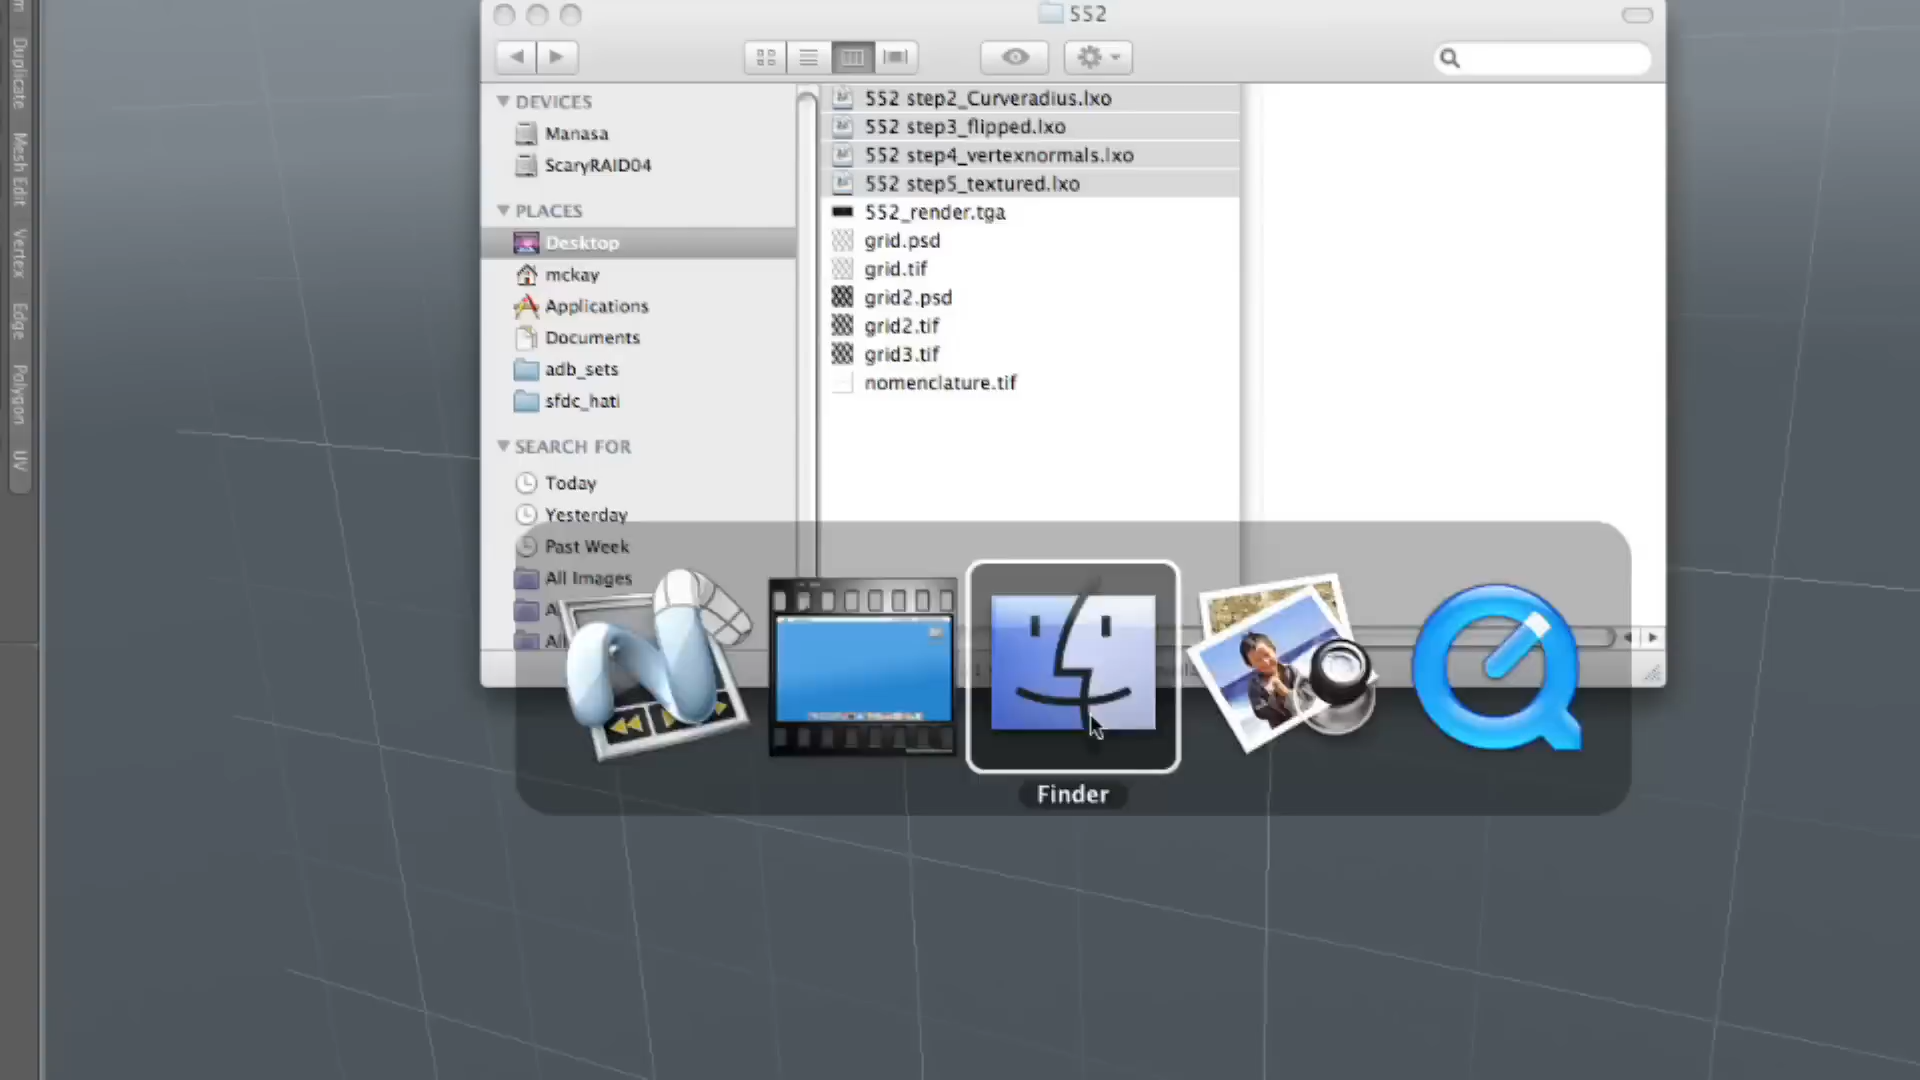 552
Duplicate
Mesh Edit
Vertex
Edge
Polygon
UV
DEVICES
Manasa
ScaryRAID04
PLACES
Desktop
mckay
Applications
Documents
adb_sets
sfdc_hati
SEARCH FOR
Today
Yesterday
Past Week
All Images
552 step2_Curveradius.lxo
552 step3_flipped.lxo
552 step4_vertexnormals.lxo
552 step5_textured.lxo
552_render.tga
grid.psd
grid.tif
grid2.psd
grid2.tif
grid3.tif
nomenclature.tif
Finder